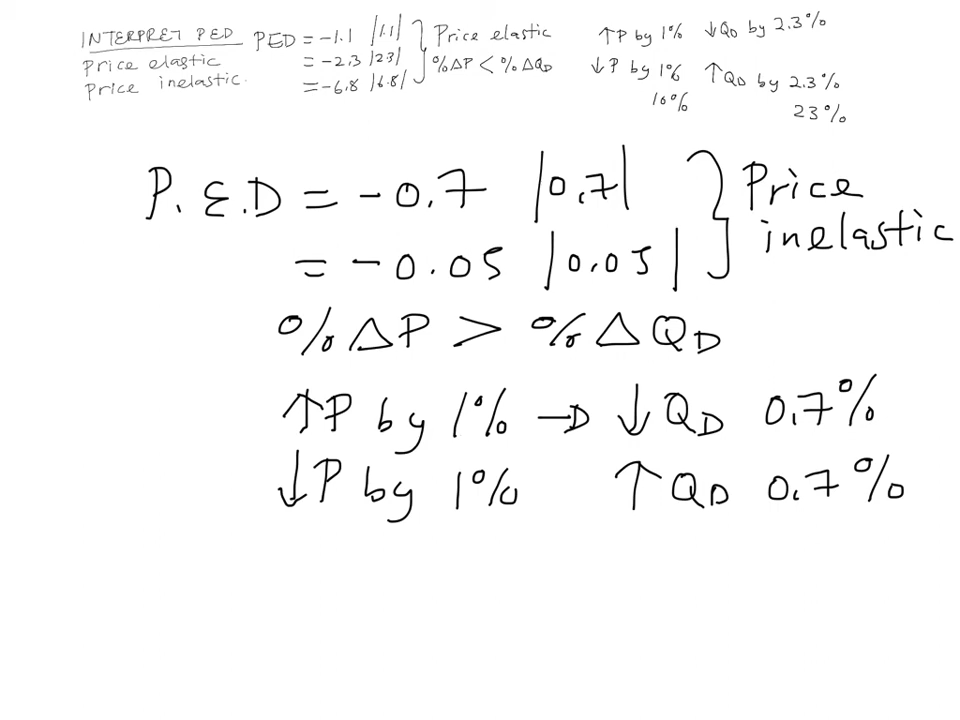 INTERPRET PED PED = -1.1 |1.1| Price elastic ↑P by 1% ↓QD by 2.3%
Price elastic = -2.3 |2.3| %ΔP < %ΔQD ↓P by 1% ↑QD by 2.3%
Price inelastic. = -6.8 |6.8| 10% 23%
P.E.D = -0.7 |0.7| Price
= -0.05 |0.05| inelastic
%ΔP > %ΔQD
↑P by 1% → ↓QD 0.7%
↓P by 1% ↑QD 0.7%